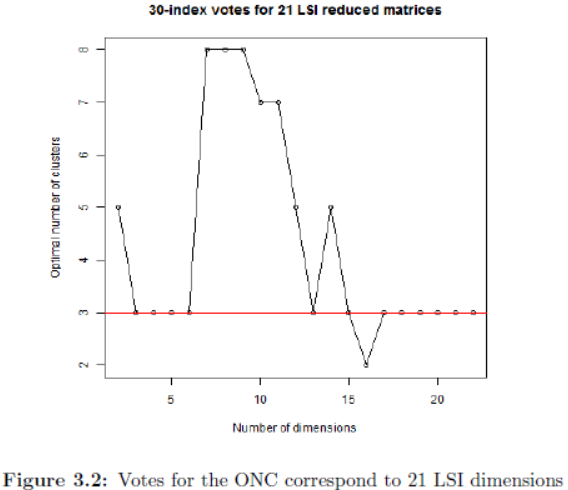 30-index votes for 21 LSI reduced matrices
8
7
6
5
4
3
2
Optimal number of clusters
5 10 15 20
Number of dimensions
Figure 3.2: Votes for the ONC correspond to 21 LSI dimensions